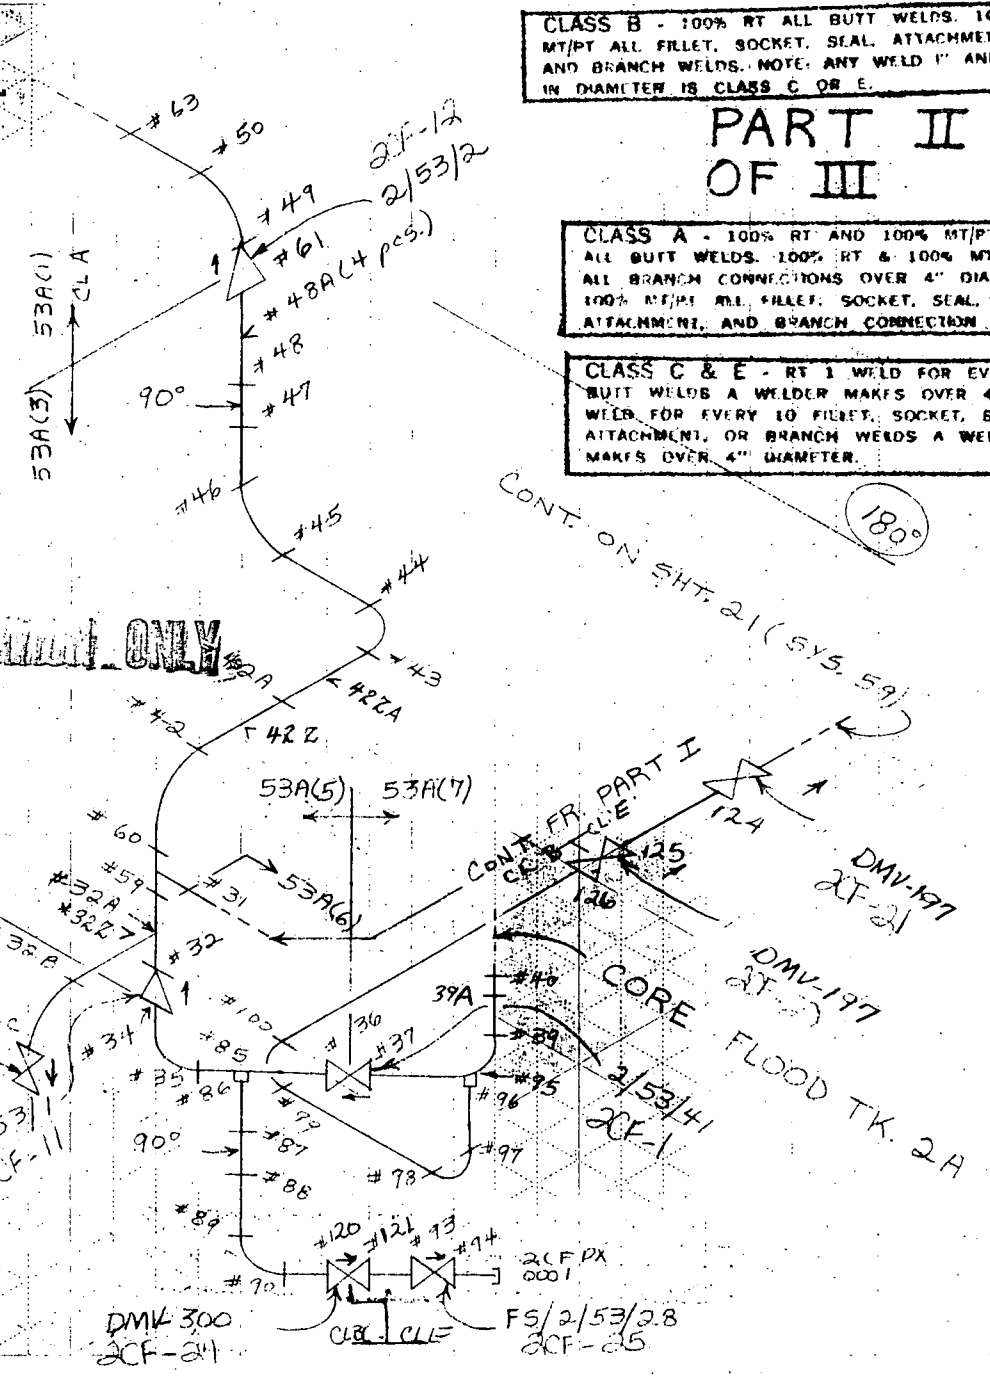 CLASS B - 100% RT ALL BUTT WELDS.
MT/PT ALL FILLET, SOCKET, SEAL, ATTACHMENT
AND BRANCH WELDS. NOTE: ANY WELD 1" AND
IN DIAMETER IS CLASS C OR E.
PART II
OF III
CLASS A - 100% RT AND 100% MT/PT
ALL BUTT WELDS. 100% RT & 100% MT
ALL BRANCH CONNECTIONS OVER 4" DIA
100% MT/PT ALL FILLET, SOCKET, SEAL,
ATTACHMENT, AND BRANCH CONNECTION
CLASS C & E - RT 1 WELD FOR EV
BUTT WELDS A WELDER MAKES OVER 4
WELD FOR EVERY 10 FILLET, SOCKET, S
ATTACHMENT, OR BRANCH WELDS A WEL
MAKES OVER 4" DIAMETER.
#63
#50
2CF-12
2/53/2
#49
#61
#48A (4 pcs.)
53A(1)
CL A
53A(3)
#48
90°
#47
#46
#45
#44
180°
CONT. ON SHT. 21 (SYS. 59)
ONLY
#42A
#43
42ZA
#42
42Z
53A(5)
53A(7)
CONT. FR. PART I
CL B
CL E
124
125
126
#60
#59
#31
53A(6)
#32A
#32Z
#32
32B
DMV-197
2CF-21
DMV-197
CORE
FLOOD TK. 2A
#40
39A
#39
#34
#100
#36
#37
#85
#35
#86
#95
#96
2/53/41
2CF-1
#99
#87
90°
#88
#97
#98
CF-11
#89
#90
#120
#121
#93
#94
2CF PX
0001
DMV-300
2CF-24
CLB
CLE
FS/2/53/28
2CF-25